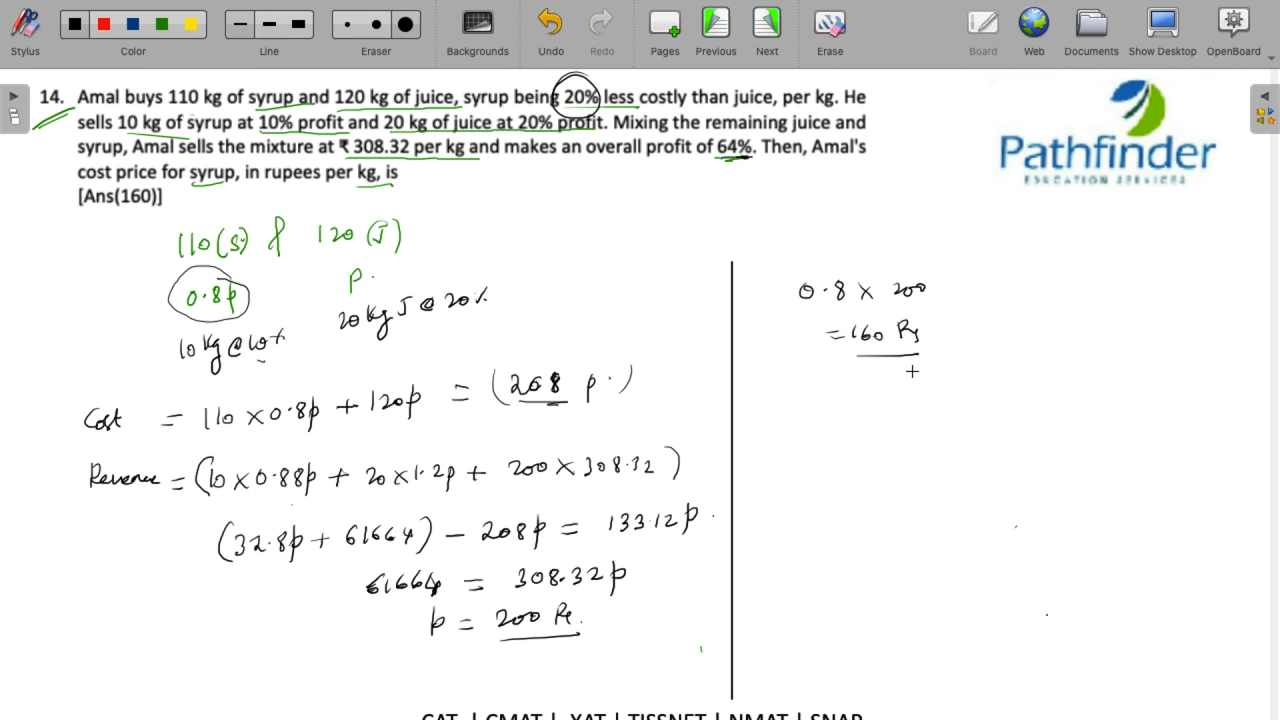 Stylus Color Line Eraser Backgrounds Undo Redo Pages Previous Next Erase Board Web Documents Show Desktop OpenBoard
14. Amal buys 110 kg of syrup and 120 kg of juice, syrup being 20% less costly than juice, per kg. He
sells 10 kg of syrup at 10% profit and 20 kg of juice at 20% profit. Mixing the remaining juice and
syrup, Amal sells the mixture at ₹ 308.32 per kg and makes an overall profit of 64%. Then, Amal's
cost price for syrup, in rupees per kg, is
[Ans(160)]
Pathfinder
EDUCATION SERVICES
110(S) & 120 (J)
0.8p p.
10 kg @ 10% 20 kg J @ 20%
Cost = 110 × 0.8p + 120p = (208 p.)
Revenue = (10 × 0.88p + 20 × 1.2p + 200 × 308.32)
(32.8p + 61664) - 208p = 133.12p.
61664 = 308.32p
p = 200 Rs.
0.8 × 200
= 160 Rs
CAT | CMAT | XAT | TISSNET | NMAT | SNAP